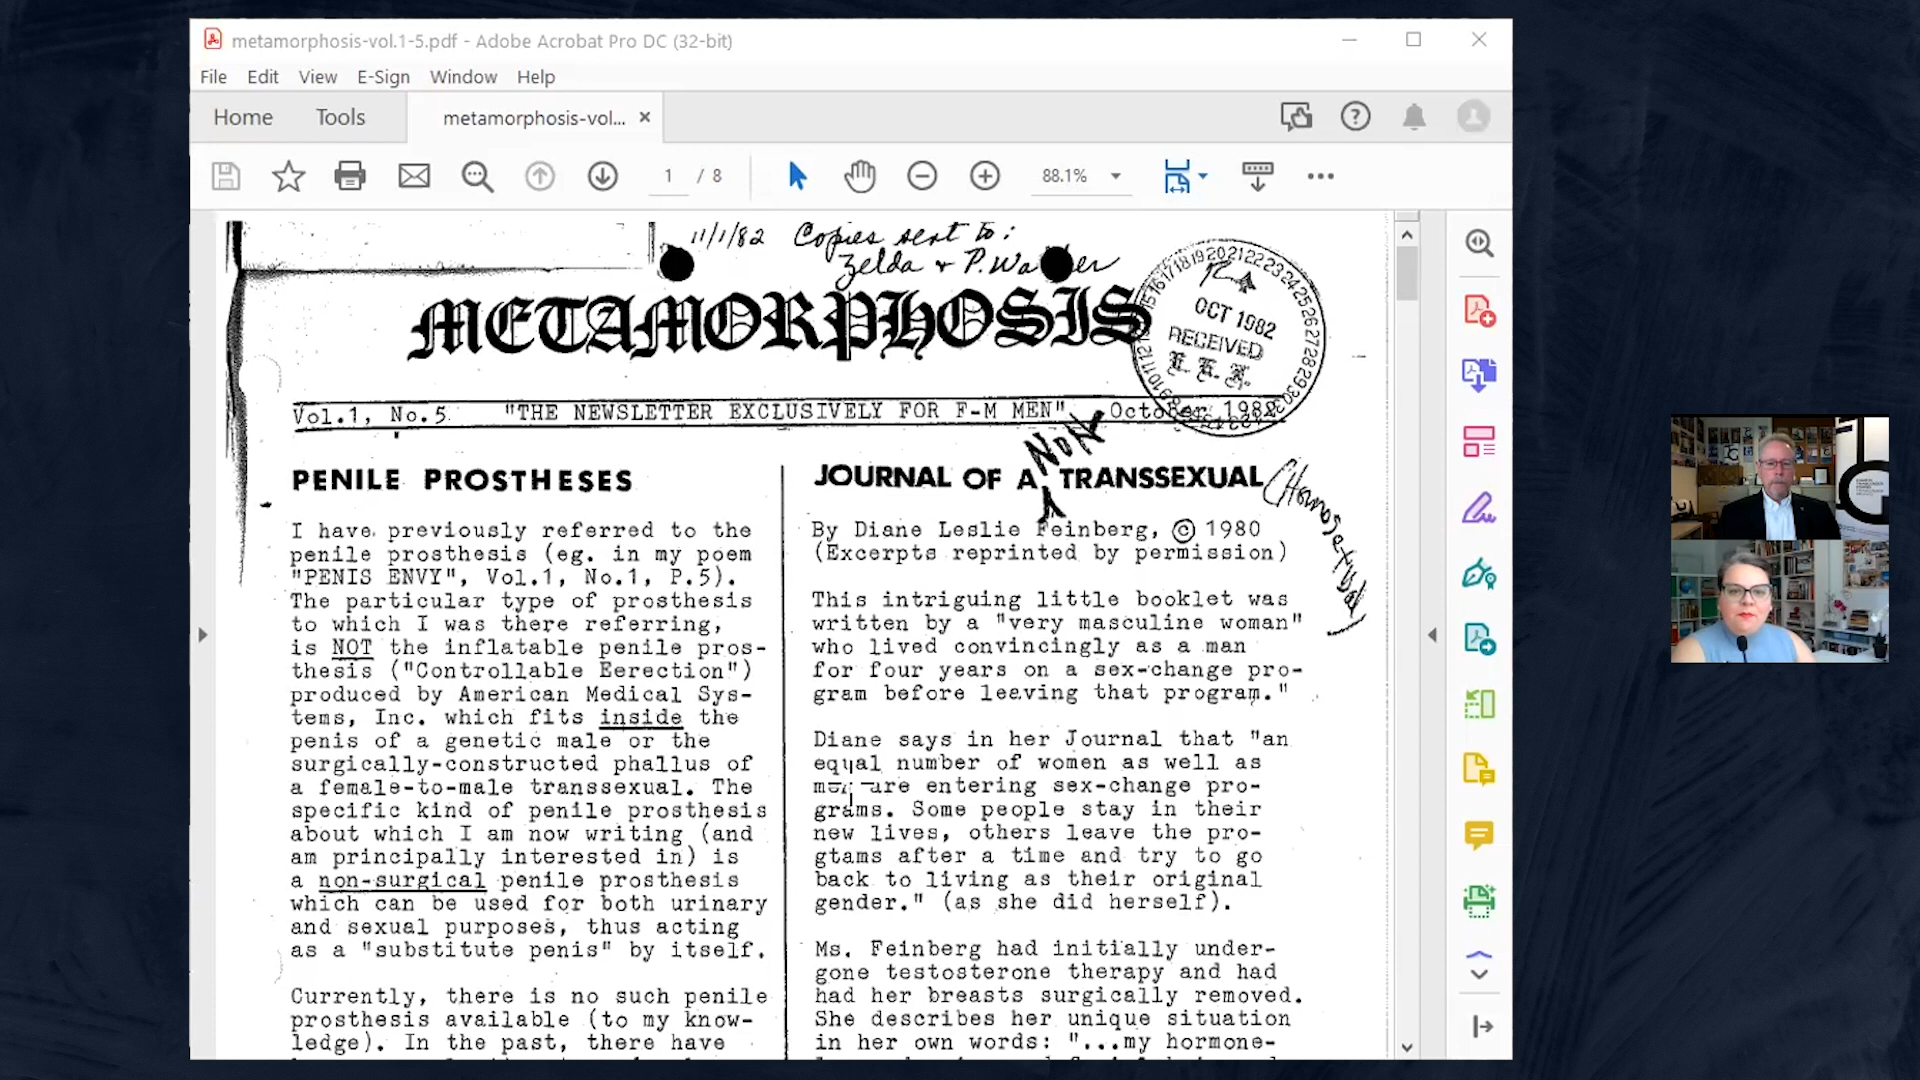 metamorphosis-vol.1-5.pdf - Adobe Acrobat Pro DC (32-bit)
File Edit View E-Sign Window Help
Home Tools metamorphosis-vol...
1 / 8 88.1%
11/1/82 Copies sent to:
Zelda + P.
METAMORPHOSIS
OCT 1982
RECEIVED
Vol.1, No.5 "THE NEWSLETTER EXCLUSIVELY FOR F-M MEN" October 1982
PENILE PROSTHESES
I have previously referred to the
penile prosthesis (eg. in my poem
"PENIS ENVY", Vol.1, No.1, P.5).
The particular type of prosthesis
to which I was there referring,
is NOT the inflatable penile pros-
thesis ("Controllable Eerection")
produced by American Medical Sys-
tems, Inc. which fits inside the
penis of a genetic male or the
surgically-constructed phallus of
a female-to-male transsexual. The
specific kind of penile prosthesis
about which I am now writing (and
am principally interested in) is
a non-surgical penile prosthesis
which can be used for both urinary
and sexual purposes, thus acting
as a "substitute penis" by itself.
Currently, there is no such penile
prosthesis available (to my know-
ledge). In the past, there have
NON
JOURNAL OF A TRANSSEXUAL
(Homosexual)
By Diane Leslie Feinberg, © 1980
(Excerpts reprinted by permission)
This intriguing little booklet was
written by a "very masculine woman"
who lived convincingly as a man
for four years on a sex-change pro-
gram before leaving that program."
Diane says in her Journal that "an
equal number of women as well as
are entering sex-change pro-
grams. Some people stay in their
new lives, others leave the pro-
gtams after a time and try to go
back to living as their original
gender." (as she did herself).
Ms. Feinberg had initially under-
gone testosterone therapy and had
had her breasts surgically removed.
She describes her unique situation
in her own words: "...my hormone-